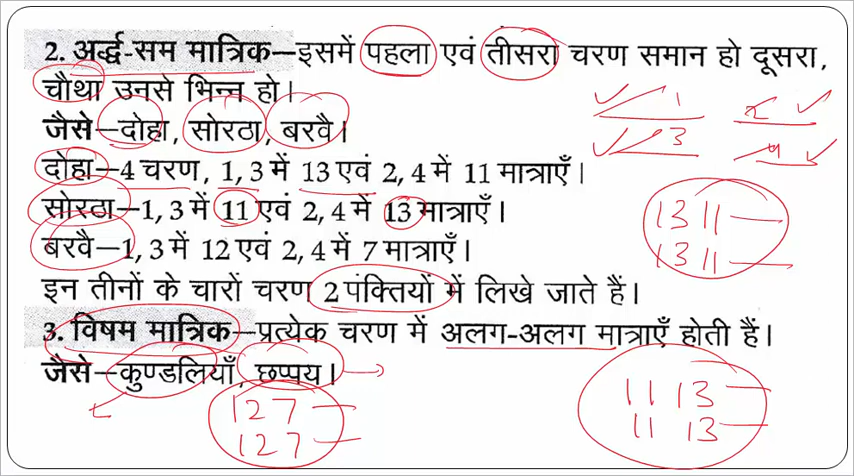 2. अर्द्ध-सम मात्रिक–इसमें पहला एवं तीसरा चरण समान हो दूसरा,
चौथा उनसे भिन्न हो।
जैसे–दोहा, सोरठा, बरवै।
दोहा–4 चरण, 1, 3 में 13 एवं 2, 4 में 11 मात्राएँ।
सोरठा–1, 3 में 11 एवं 2, 4 में 13 मात्राएँ।
बरवै–1, 3 में 12 एवं 2, 4 में 7 मात्राएँ।
इन तीनों के चारों चरण 2 पंक्तियों में लिखे जाते हैं।
3. विषम मात्रिक–प्रत्येक चरण में अलग-अलग मात्राएँ होती हैं।
जैसे–कुण्डलियाँ, छप्पय।
1
3
13 11
13 11
12 7
12 7
11 13
11 13